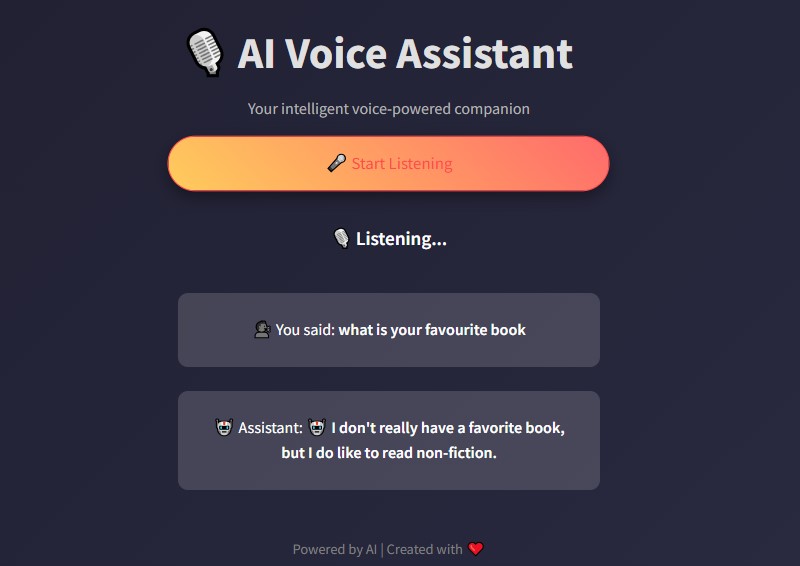 🎙️ AI Voice Assistant
Your intelligent voice-powered companion
🎤 Start Listening
🎙️ Listening...
🗣️ You said: what is your favourite book
🤖 Assistant: 🤖 I don't really have a favorite book,
but I do like to read non-fiction.
Powered by AI | Created with ❤️